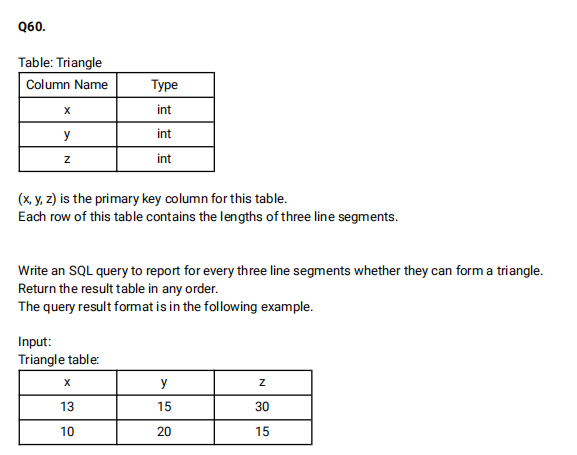 Q60.
Table: Triangle
Column Name Type
x int
y int
z int
(x, y, z) is the primary key column for this table.
Each row of this table contains the lengths of three line segments.
Write an SQL query to report for every three line segments whether they can form a triangle.
Return the result table in any order.
The query result format is in the following example.
Input:
Triangle table:
x y z
13 15 30
10 20 15